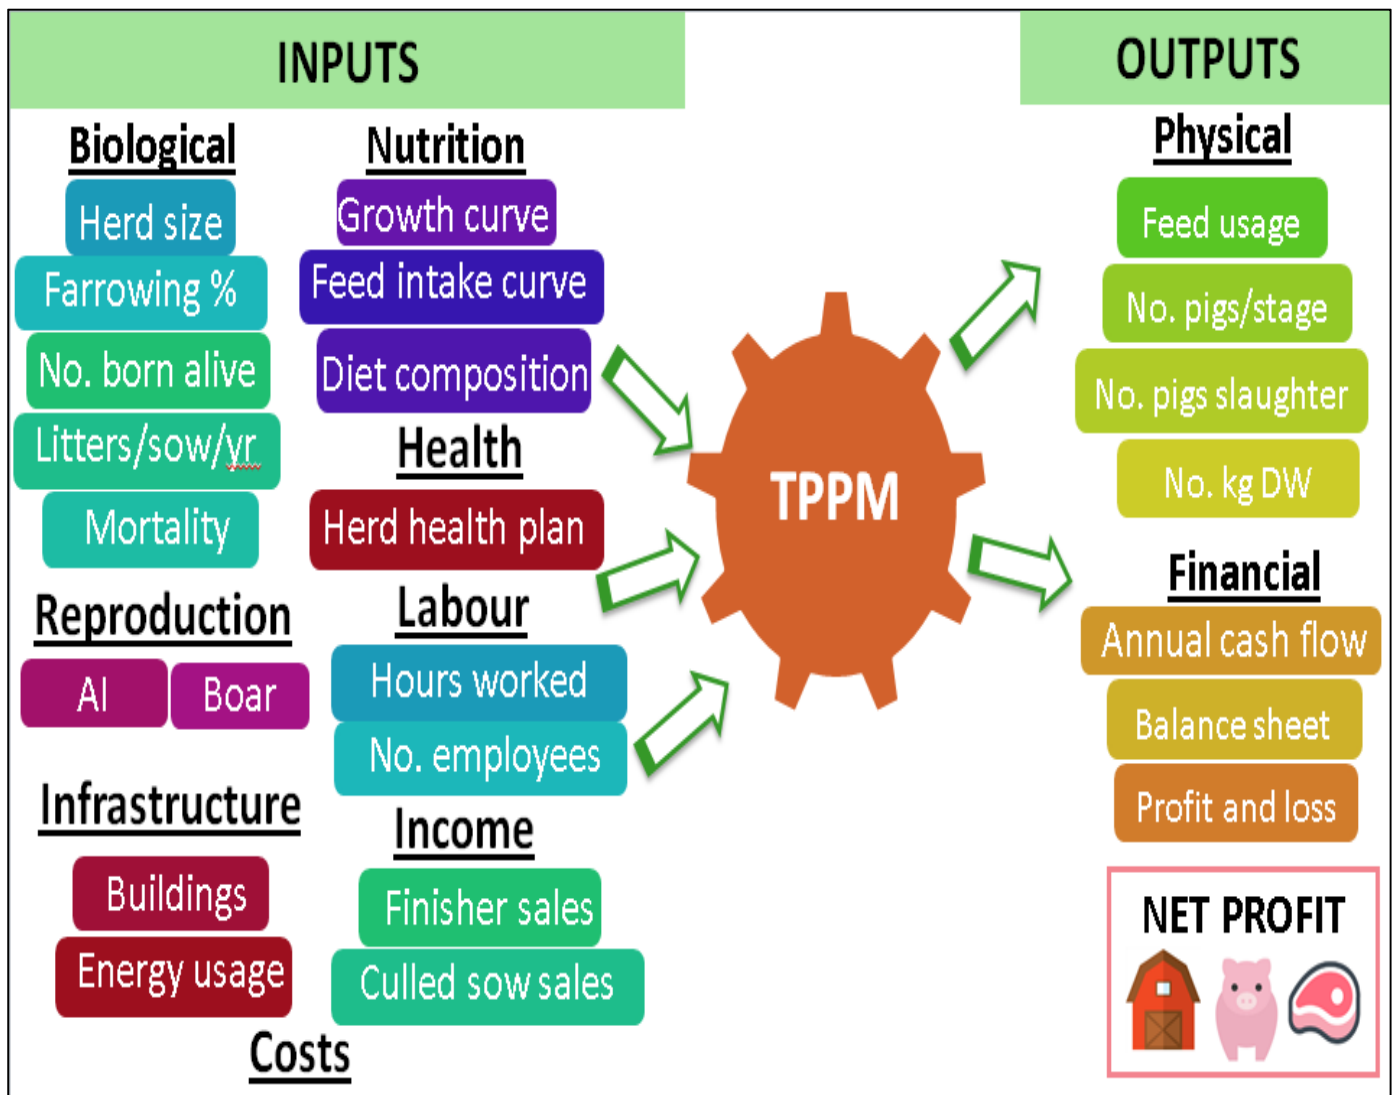 INPUTS
OUTPUTS
Biological
Herd size
Farrowing %
No. born alive
Litters/sow/yr
Mortality
Reproduction
AI
Boar
Infrastructure
Buildings
Energy usage
Nutrition
Growth curve
Feed intake curve
Diet composition
Health
Herd health plan
Labour
Hours worked
No. employees
Income
Finisher sales
Culled sow sales
Costs
TPPM
Physical
Feed usage
No. pigs/stage
No. pigs slaughter
No. kg DW
Financial
Annual cash flow
Balance sheet
Profit and loss
NET PROFIT